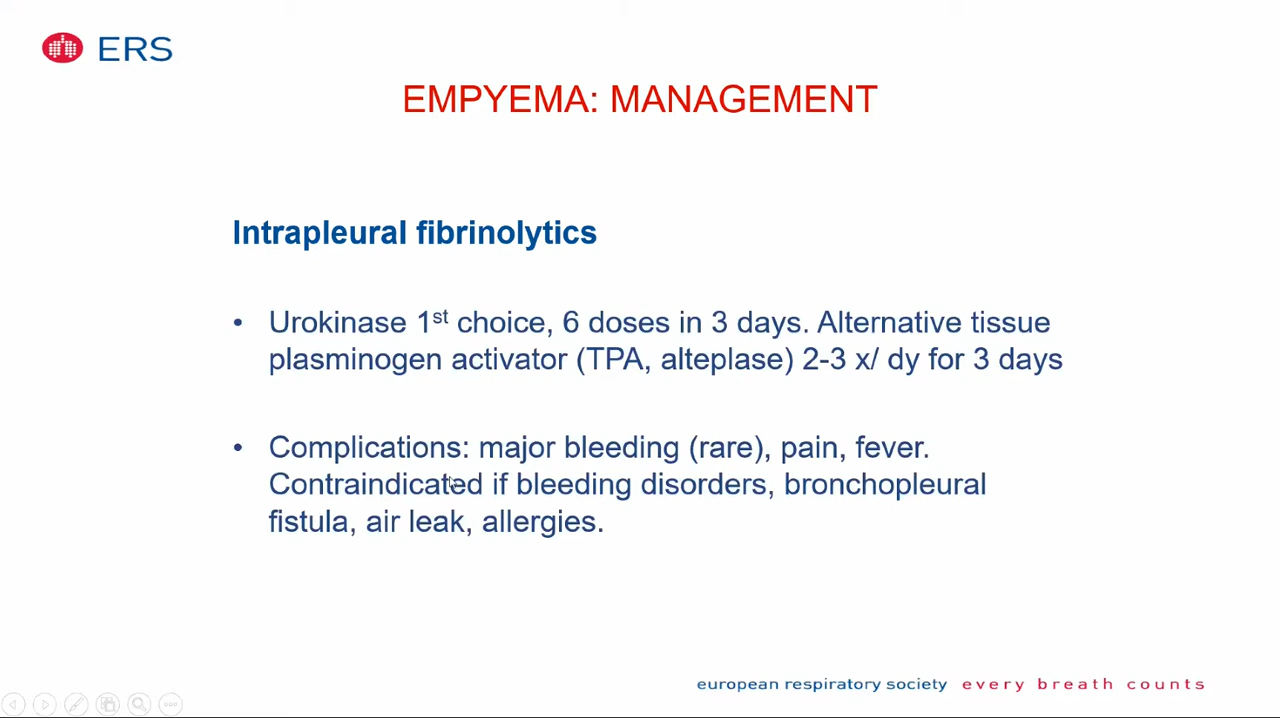 ERS
EMPYEMA: MANAGEMENT
Intrapleural fibrinolytics
• Urokinase 1st choice, 6 doses in 3 days. Alternative tissue
plasminogen activator (TPA, alteplase) 2-3 x/ dy for 3 days
• Complications: major bleeding (rare), pain, fever.
Contraindicated if bleeding disorders, bronchopleural
fistula, air leak, allergies.
european respiratory society every breath counts